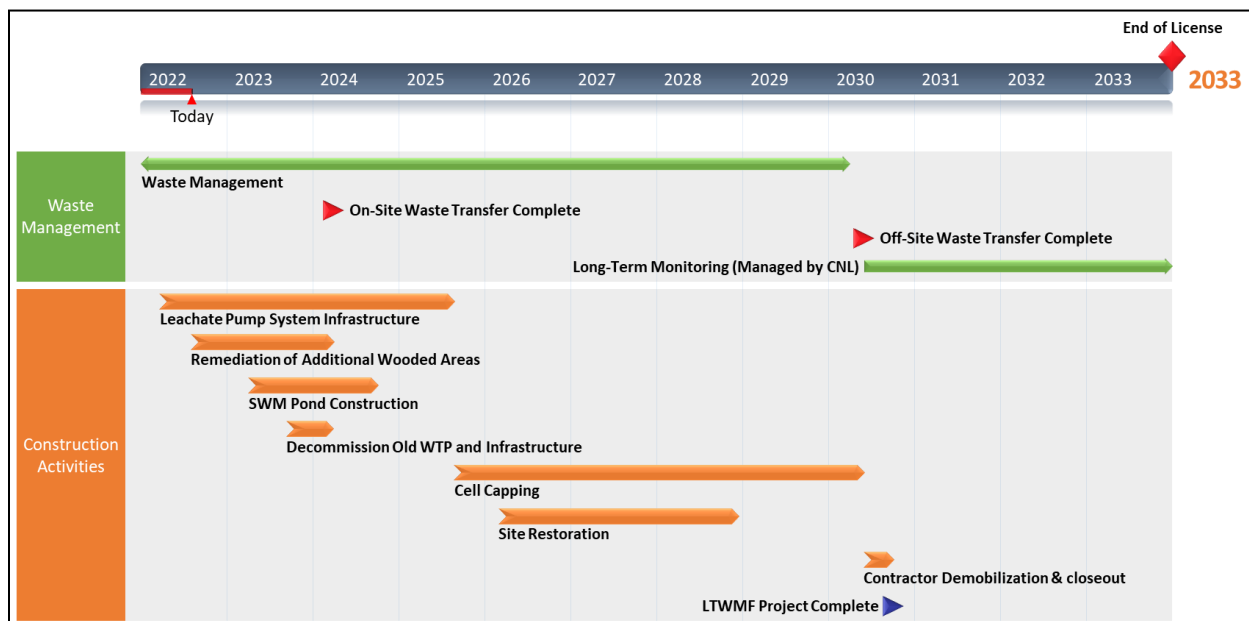 End of License
2022 2023 2024 2025 2026 2027 2028 2029 2030 2031 2032 2033
2033
Today
Waste
Management
Waste Management
On-Site Waste Transfer Complete
Off-Site Waste Transfer Complete
Long-Term Monitoring (Managed by CNL)
Construction
Activities
Leachate Pump System Infrastructure
Remediation of Additional Wooded Areas
SWM Pond Construction
Decommission Old WTP and Infrastructure
Cell Capping
Site Restoration
Contractor Demobilization & closeout
LTWMF Project Complete